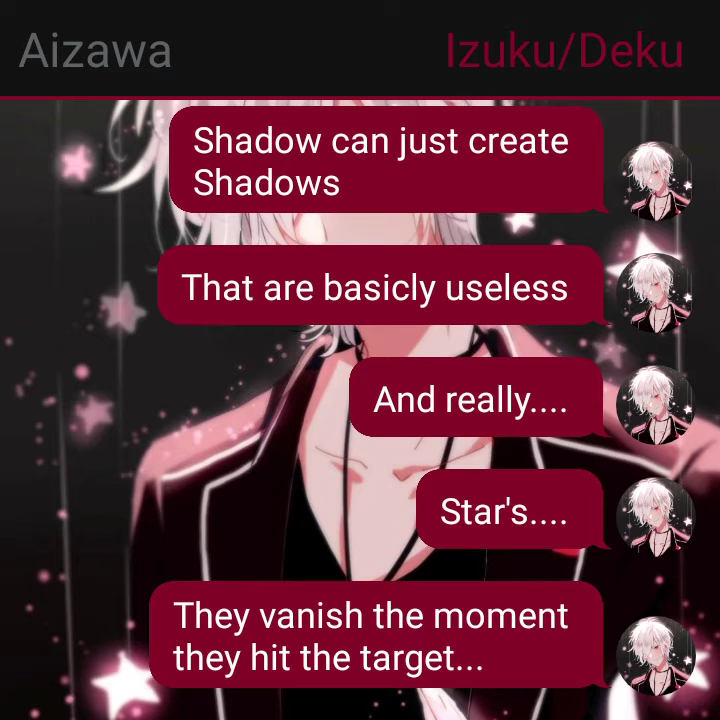 Aizawa
Izuku/Deku
Shadow can just create
Shadows
That are basicly useless
And really....
Star's....
They vanish the moment
they hit the target...